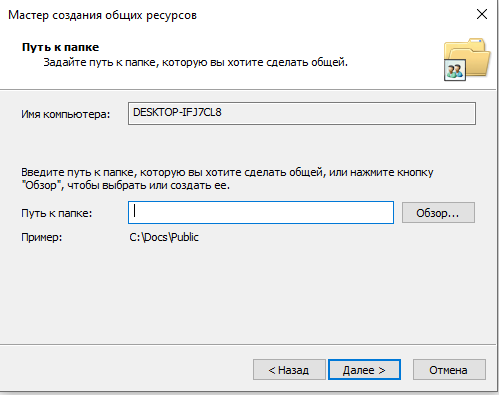 Мастер создания общих ресурсов
Путь к папке
Задайте путь к папке, которую вы хотите сделать общей.
Имя компьютера:
DESKTOP-IFJ7CL8
Введите путь к папке, которую вы хотите сделать общей, или нажмите кнопку
"Обзор", чтобы выбрать или создать ее.
Путь к папке:
Обзор...
Пример:
C:\Docs\Public
< Назад
Далее >
Отмена